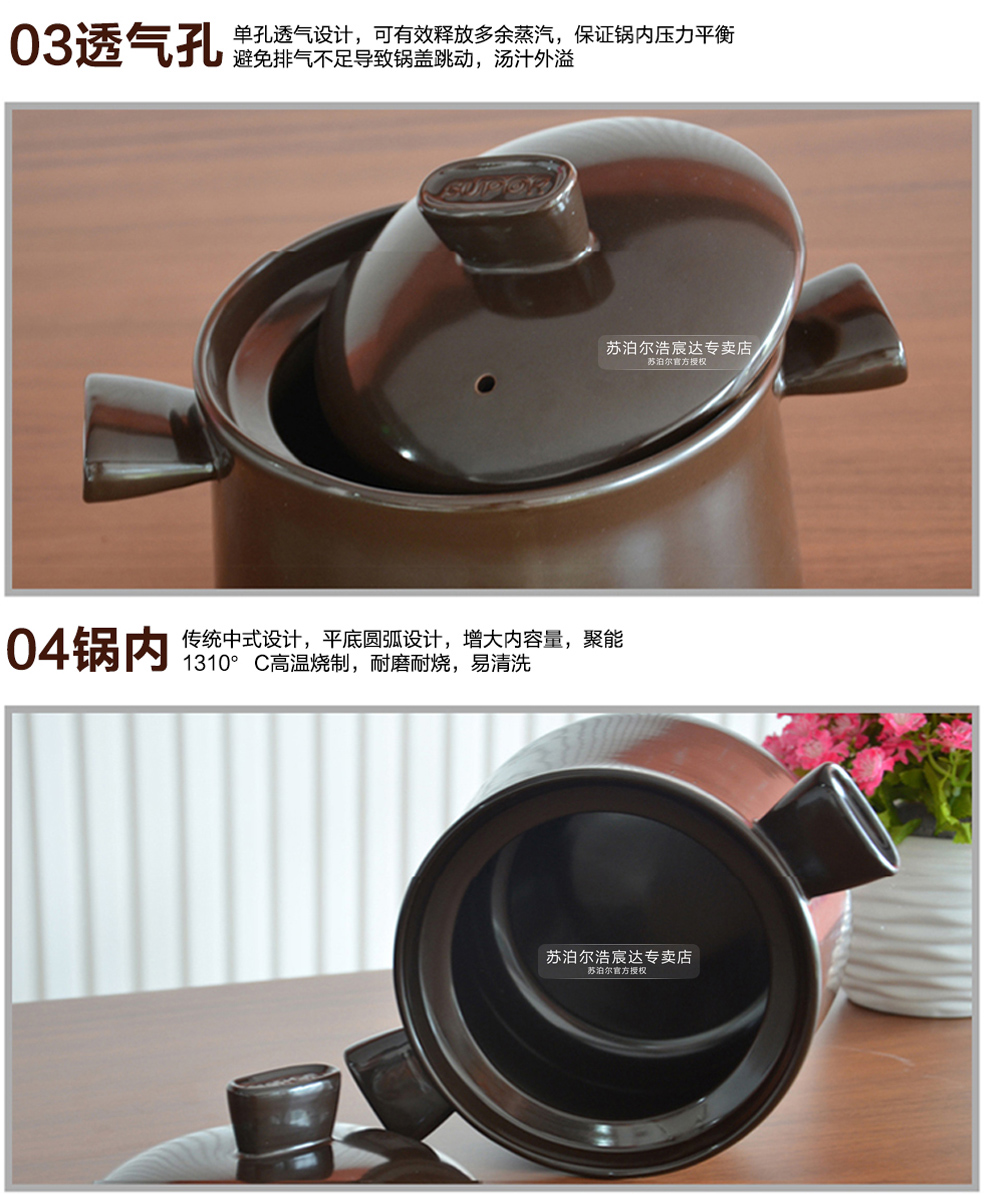 03透气孔
单孔透气设计，可有效释放多余蒸汽，保证锅内压力平衡
避免排气不足导致锅盖跳动，汤汁外溢
SUPOR
苏泊尔浩宸达专卖店
苏泊尔官方授权
04锅内
传统中式设计，平底圆弧设计，增大内容量，聚能
1310°C高温烧制，耐磨耐烧，易清洗
苏泊尔浩宸达专卖店
苏泊尔官方授权